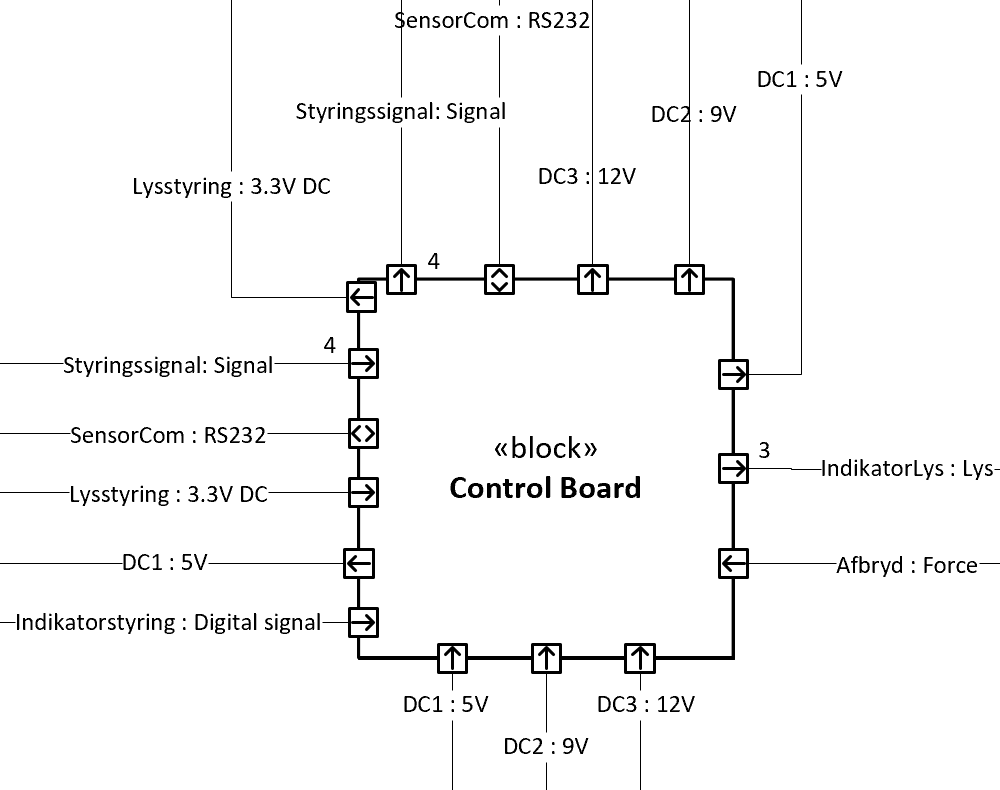 SensorCom : RS232
DC1 : 5V
Styringssignal: Signal
DC2 : 9V
DC3 : 12V
Lysstyring : 3.3V DC
4
4
Styringssignal: Signal
SensorCom : RS232
«block»
3
IndikatorLys : Lys
Control Board
Lysstyring : 3.3V DC
DC1 : 5V
Afbryd : Force
Indikatorstyring : Digital signal
DC1 : 5V
DC3 : 12V
DC2 : 9V